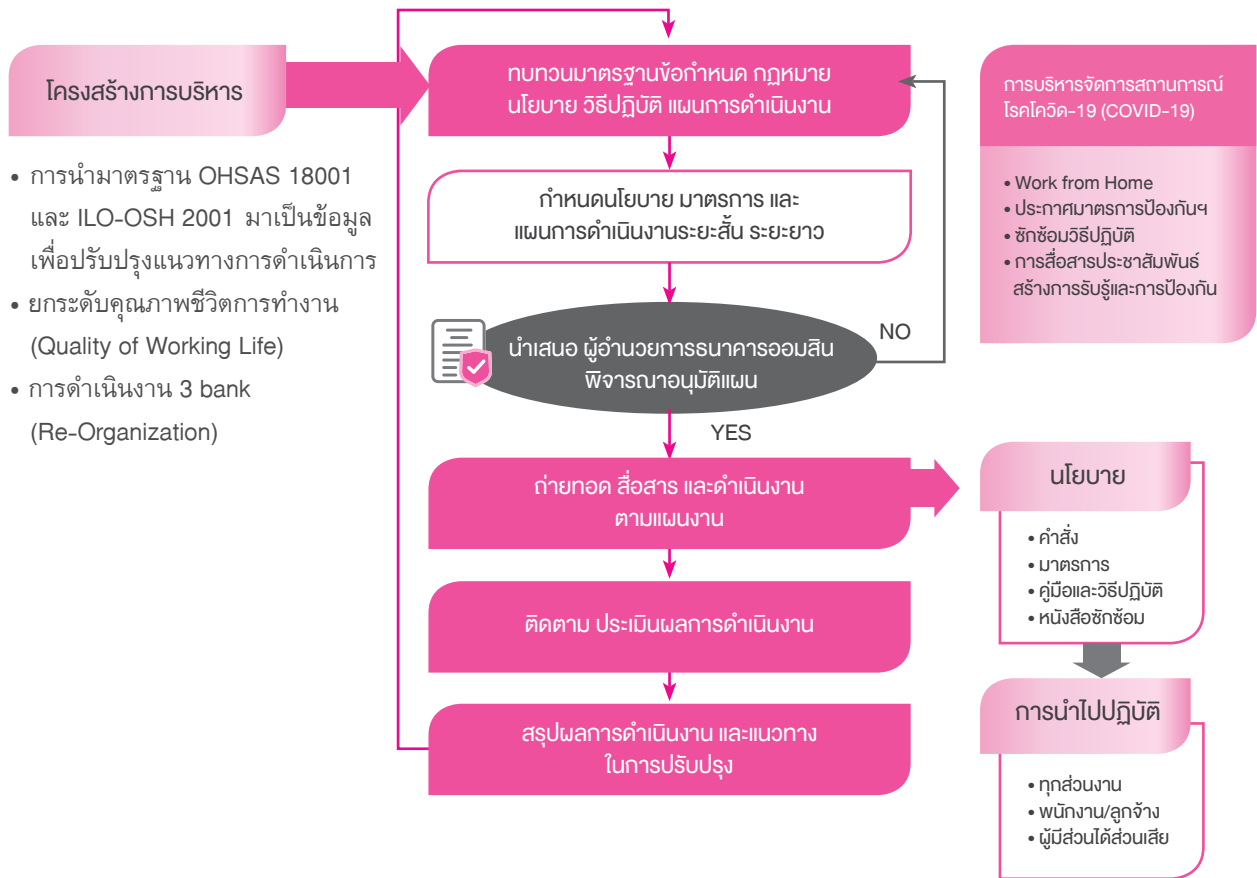 โครงสร้างการบริหาร
• การนำมาตรฐาน OHSAS 18001
และ ILO-OSH 2001 มาเป็นข้อมูล
เพื่อปรับปรุงแนวทางการดำเนินการ
• ยกระดับคุณภาพชีวิตการทำงาน
(Quality of Working Life)
• การดำเนินงาน 3 bank
(Re-Organization)
ทบทวนมาตรฐานข้อกำหนด กฎหมาย
นโยบาย วิธีปฏิบัติ แผนการดำเนินงาน
กำหนดนโยบาย มาตรการ และ
แผนการดำเนินงานระยะสั้น ระยะยาว
นำเสนอ ผู้อำนวยการธนาคารออมสิน
พิจารณาอนุมัติแผน
NO
YES
ถ่ายทอด สื่อสาร และดำเนินงาน
ตามแผนงาน
ติดตาม ประเมินผลการดำเนินงาน
สรุปผลการดำเนินงาน และแนวทาง
ในการปรับปรุง
การบริหารจัดการสถานการณ์
โรคโควิด-19 (COVID-19)
• Work from Home
• ประกาศมาตรการป้องกันฯ
• ซักซ้อมวิธีปฏิบัติ
• การสื่อสารประชาสัมพันธ์
สร้างการรับรู้และการป้องกัน
นโยบาย
• คำสั่ง
• มาตรการ
• คู่มือและวิธีปฏิบัติ
• หนังสือซักซ้อม
การนำไปปฏิบัติ
• ทุกส่วนงาน
• พนักงาน/ลูกจ้าง
• ผู้มีส่วนได้ส่วนเสีย